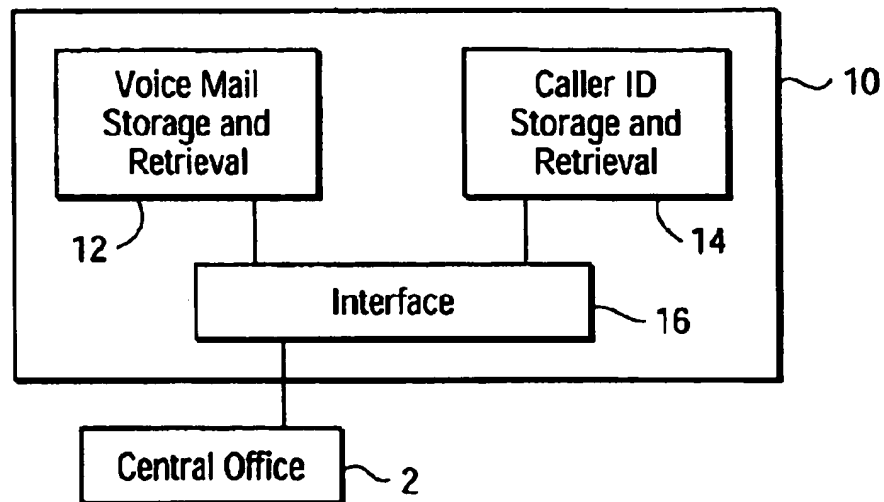 Voice Mail
Storage and
Retrieval
12
Caller ID
Storage and
Retrieval
14
10
Interface
16
Central Office
2